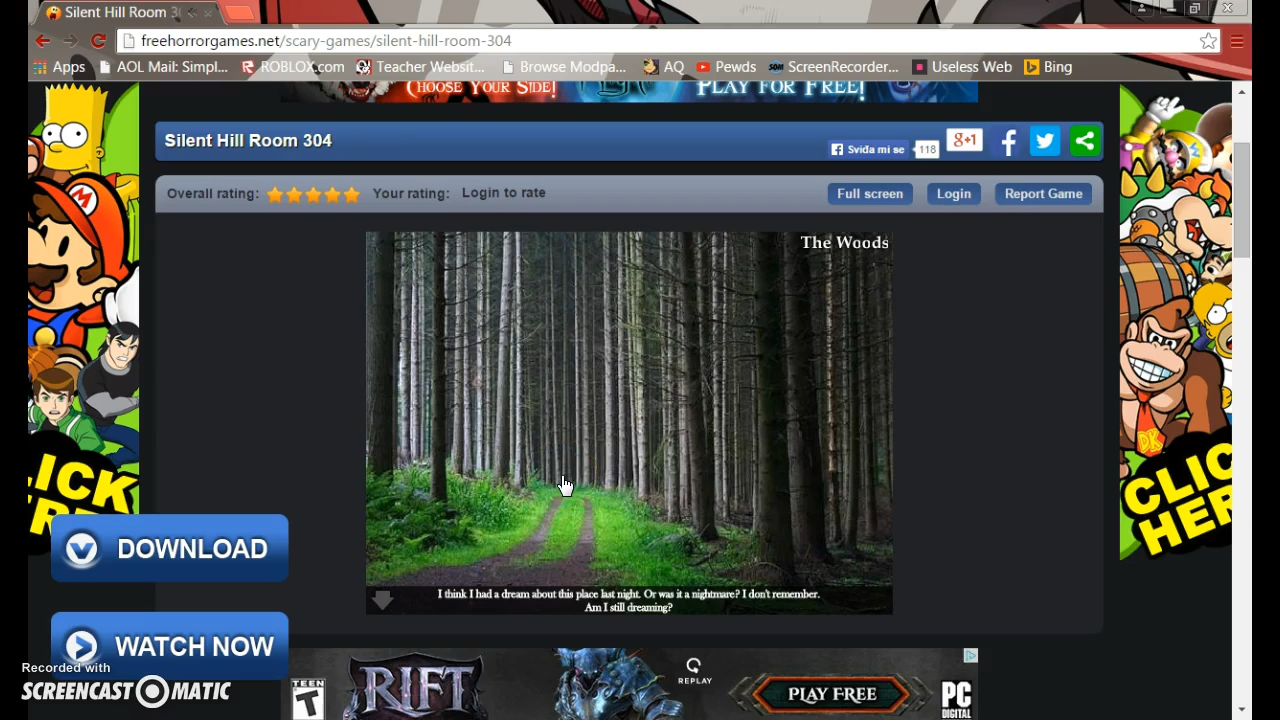 Silent Hill Room 30
freehorrorgames.net/scary-games/silent-hill-room-304
Apps AOL Mail: Simpl... ROBLOX.com Teacher Websit... Browse Modpa... AQ Pewds ScreenRecorder... Useless Web Bing
CHOOSE YOUR SIDE! PLAY FOR FREE!
Silent Hill Room 304
Sviđa mi se 118 g+1
Overall rating: Your rating: Login to rate Full screen Login Report Game
The Woods
LICK
CLIC
HER
DOWNLOAD
I think I had a dream about this place last night. Or was it a nightmare? I don't remember.
Am I still dreaming?
WATCH NOW
Recorded with
SCREENCAST O MATIC
TEEN
T
RIFT
REPLAY
PLAY FREE
PC
DIGITAL
DK
M